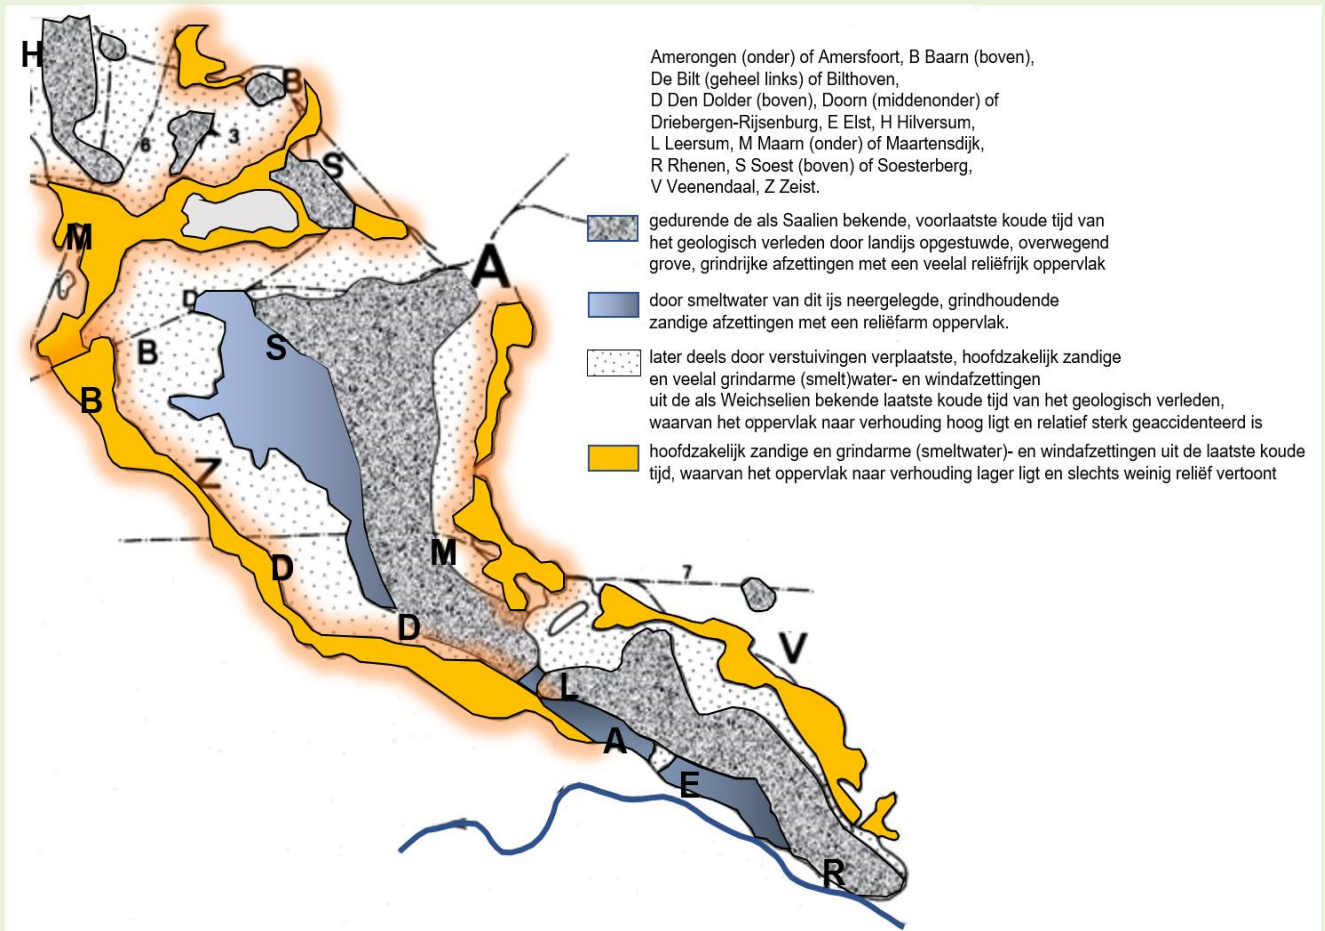 Amerongen (onder) of Amersfoort, B Baarn (boven),
De Bilt (geheel links) of Bilthoven,
D Den Dolder (boven), Doorn (middenonder) of
Driebergen-Rijsenburg, E Elst, H Hilversum,
L Leersum, M Maarn (onder) of Maartensdijk,
R Rhenen, S Soest (boven) of Soesterberg,
V Veenendaal, Z Zeist.
gedurende de als Saalien bekende, voorlaatste koude tijd van
het geologisch verleden door landijs opgestuwde, overwegend
grove, grindrijke afzettingen met een veelal reliëfrijk oppervlak
door smeltwater van dit ijs neergelegde, grindhoudende
zandige afzettingen met een reliëfarm oppervlak.
later deels door verstuivingen verplaatste, hoofdzakelijk zandige
en veelal grindarme (smelt)water- en windafzettingen
uit de als Weichselien bekende laatste koude tijd van het geologisch verleden,
waarvan het oppervlak naar verhouding hoog ligt en relatief sterk geaccidenteerd is
hoofdzakelijk zandige en grindarme (smeltwater)- en windafzettingen uit de laatste koude
tijd, waarvan het oppervlak naar verhouding lager ligt en slechts weinig reliëf vertoont
H
B
6
3
S
M
A
D
B
S
B
Z
D
M
7
D
V
L
A
E
R